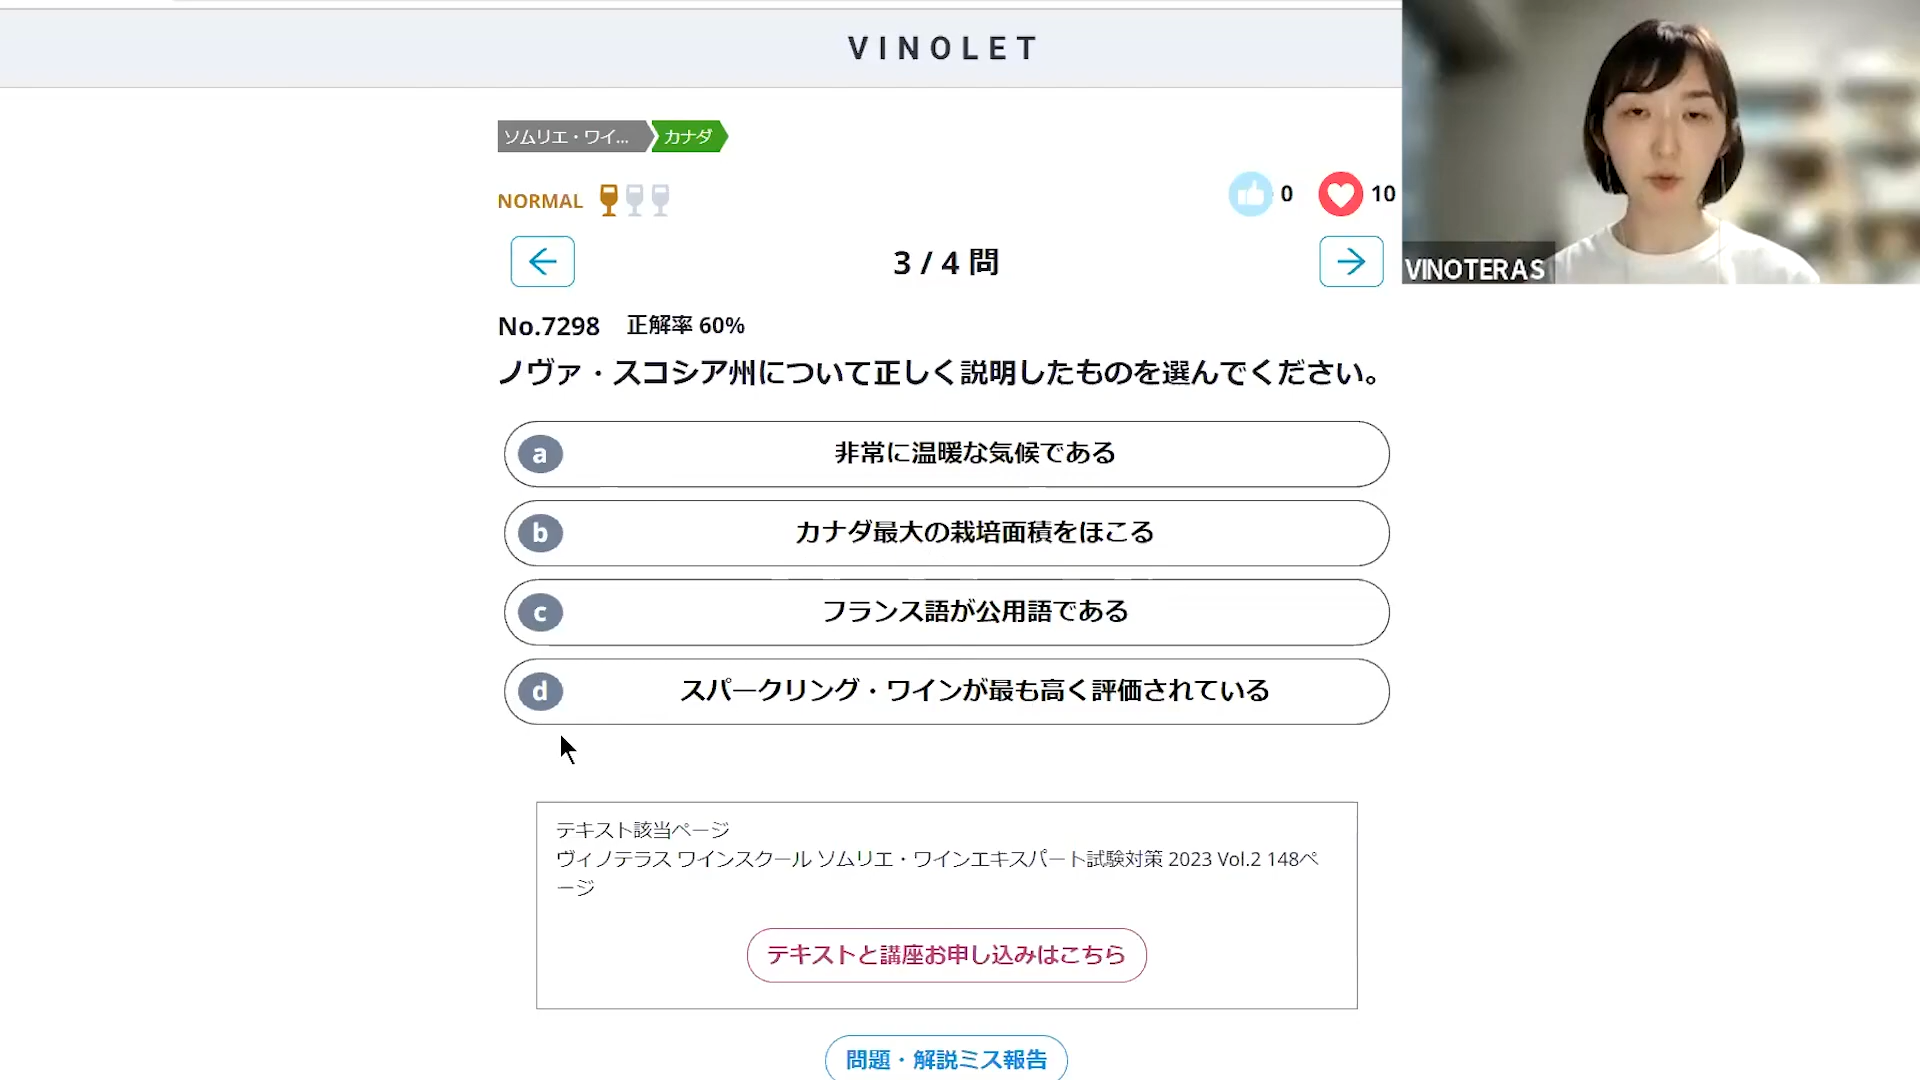 VINOLET
ソムリエ・ワイ... カナダ
NORMAL
0 10
3 / 4 問
VINOTERAS
No.7298 正解率 60%
ノヴァ・スコシア州について正しく説明したものを選んでください。
a 非常に温暖な気候である
b カナダ最大の栽培面積をほこる
c フランス語が公用語である
d スパークリング・ワインが最も高く評価されている
テキスト該当ページ
ヴィノテラス ワインスクール ソムリエ・ワインエキスパート試験対策 2023 Vol.2 148ペ
ージ
テキストと講座お申し込みはこちら
問題・解説ミス報告